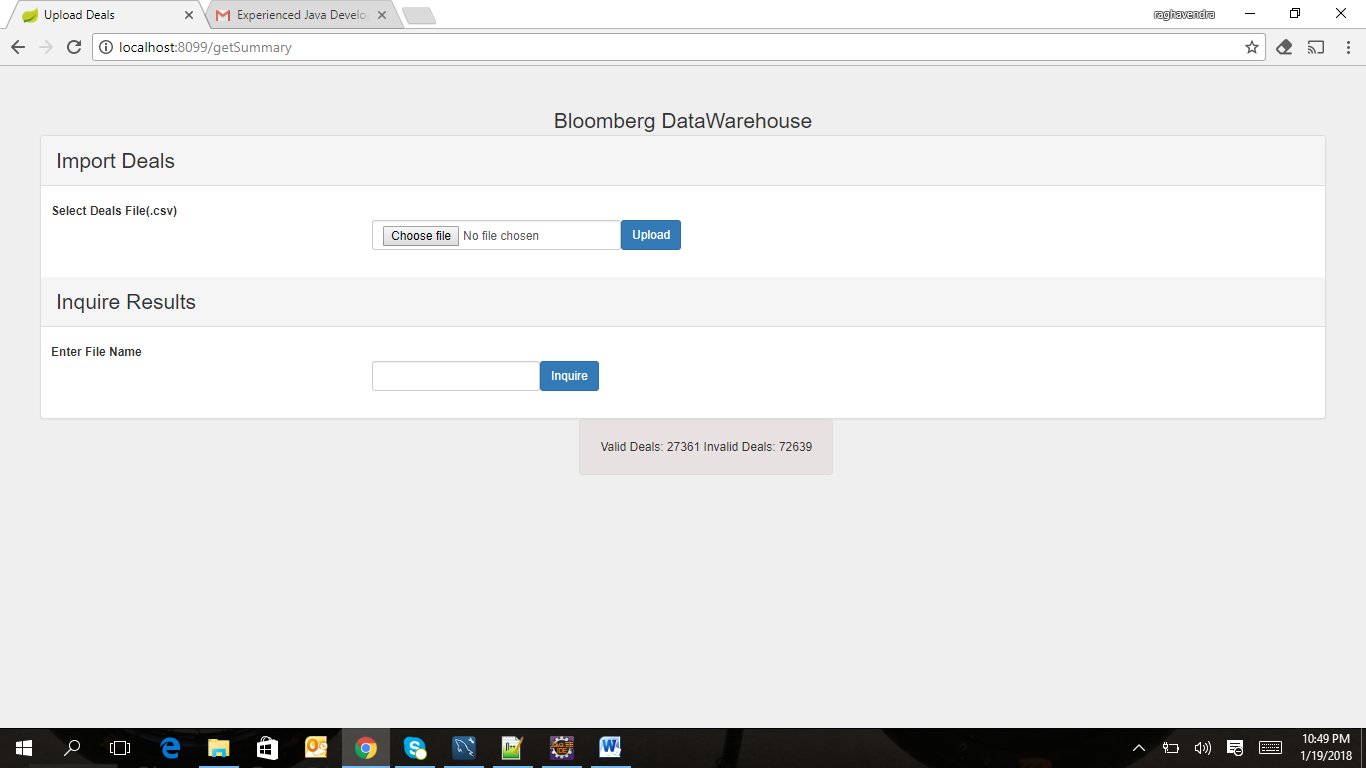 Upload Deals
Experienced Java Develo
raghavendra
localhost:8099/getSummary
Bloomberg DataWarehouse
Import Deals
Select Deals File(.csv)
Choose file No file chosen Upload
Inquire Results
Enter File Name
Inquire
Valid Deals: 27361 Invalid Deals: 72639
10:49 PM
1/19/2018